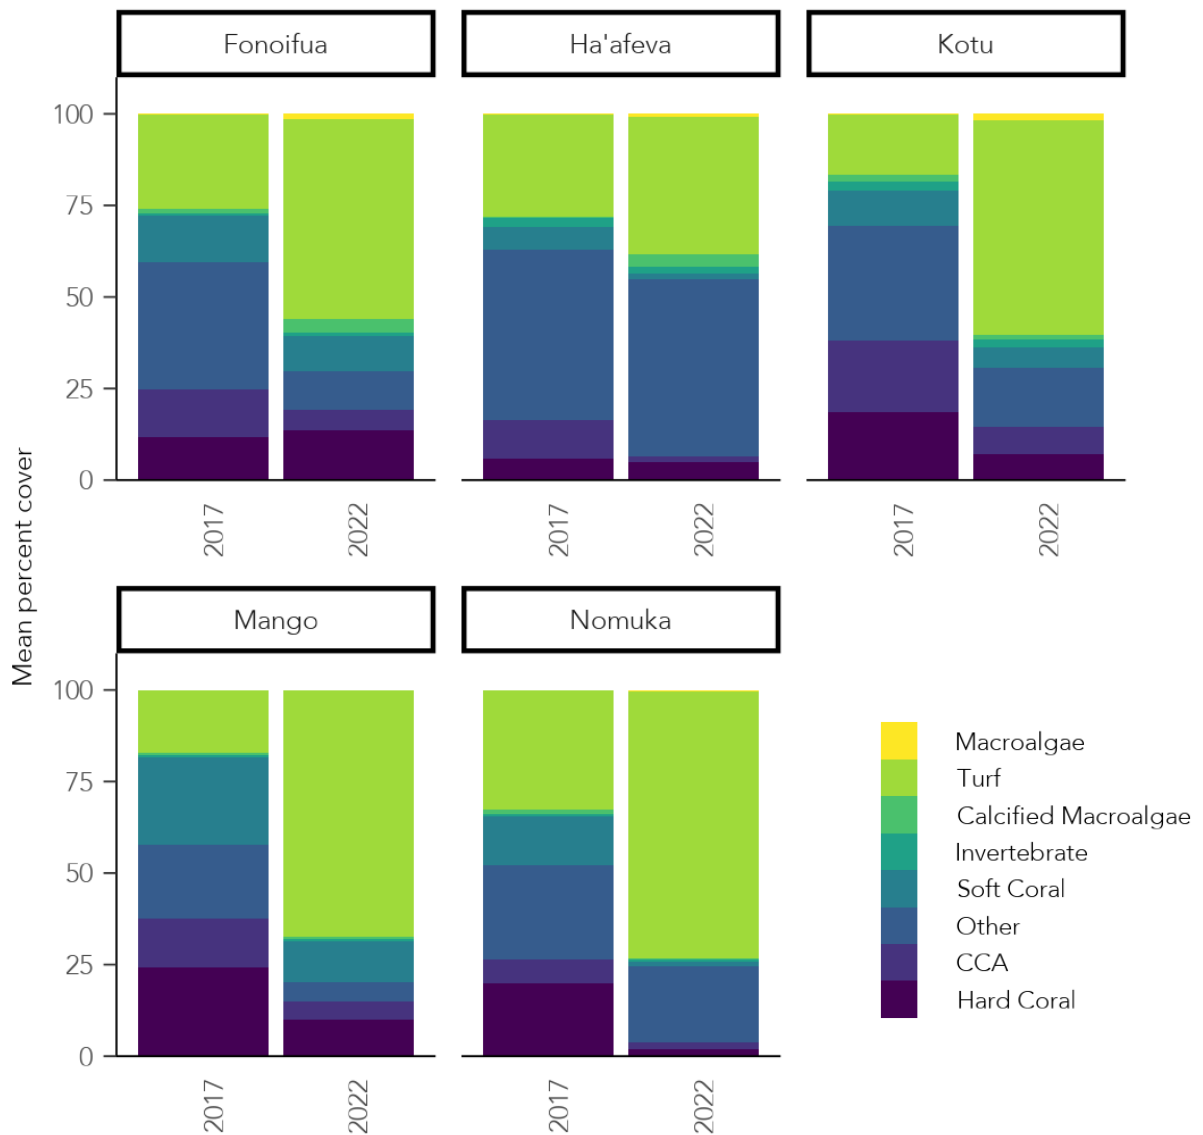 Fonoifua
Ha'afeva
Kotu
Mean percent cover
100
75
50
25
0
2017
2022
2017
2022
2017
2022
Mango
Nomuka
100
75
50
25
0
2017
2022
2017
2022
Macroalgae
Turf
Calcified Macroalgae
Invertebrate
Soft Coral
Other
CCA
Hard Coral